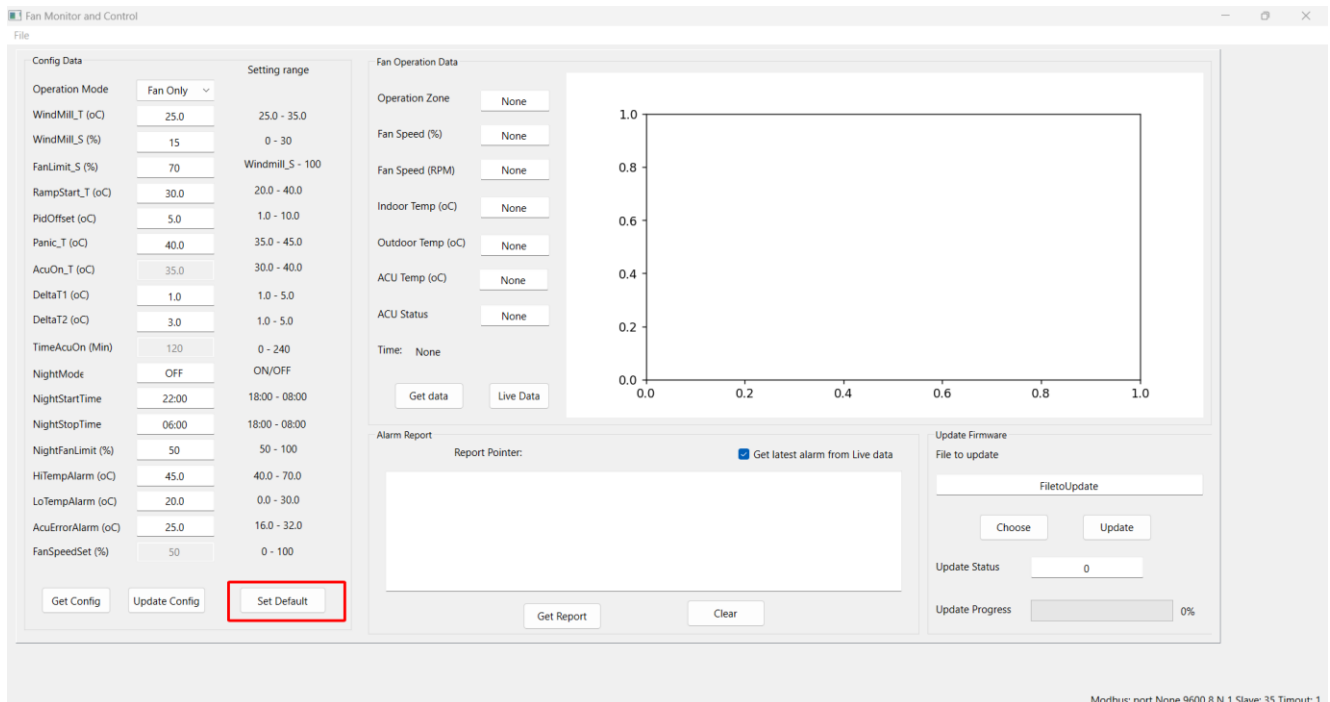 Fan Monitor and Control
File
Config Data
Setting range
Operation Mode Fan Only
WindMill_T (oC) 25.0 25.0 - 35.0
WindMill_S (%) 15 0 - 30
FanLimit_S (%) 70 Windmill_S - 100
RampStart_T (oC) 30.0 20.0 - 40.0
PidOffset (oC) 5.0 1.0 - 10.0
Panic_T (oC) 40.0 35.0 - 45.0
AcuOn_T (oC) 35.0 30.0 - 40.0
DeltaT1 (oC) 1.0 1.0 - 5.0
DeltaT2 (oC) 3.0 1.0 - 5.0
TimeAcuOn (Min) 120 0 - 240
NightMode OFF ON/OFF
NightStartTime 22:00 18:00 - 08:00
NightStopTime 06:00 18:00 - 08:00
NightFanLimit (%) 50 50 - 100
HiTempAlarm (oC) 45.0 40.0 - 70.0
LoTempAlarm (oC) 20.0 0.0 - 30.0
AcuErrorAlarm (oC) 25.0 16.0 - 32.0
FanSpeedSet (%) 50 0 - 100
Get Config Update Config Set Default
Fan Operation Data
Operation Zone None
Fan Speed (%) None
Fan Speed (RPM) None
Indoor Temp (oC) None
Outdoor Temp (oC) None
ACU Temp (oC) None
ACU Status None
Time: None
Get data Live Data
1.0
0.8
0.6
0.4
0.2
0.0
0.0 0.2 0.4 0.6 0.8 1.0
Alarm Report
Report Pointer: Get latest alarm from Live data
Get Report Clear
Update Firmware
File to update
FiletoUpdate
Choose Update
Update Status 0
Update Progress 0%
Modbus: port None 9600 8 N 1 Slave: 35 Timout: 1